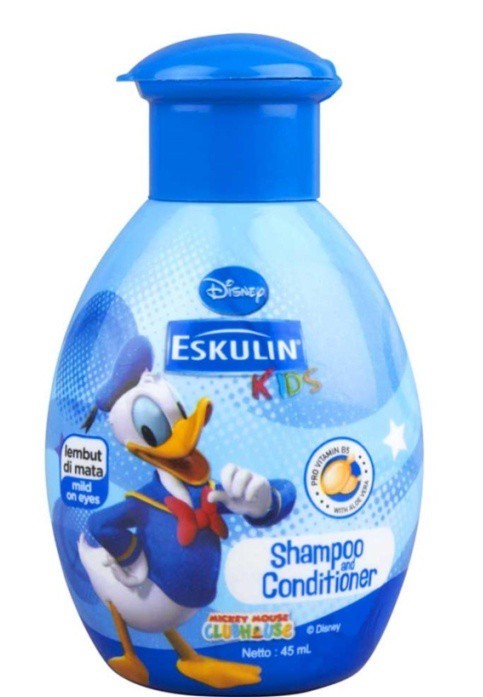 Disney
ESKULIN
KIDS
lembut
di mata
mild
on eyes
PRO VITAMIN B5
WITH ALOE VERA
Shampoo
and
Conditioner
MICKEY MOUSE
CLUBHOUSE
© Disney
Netto : 45 ml.